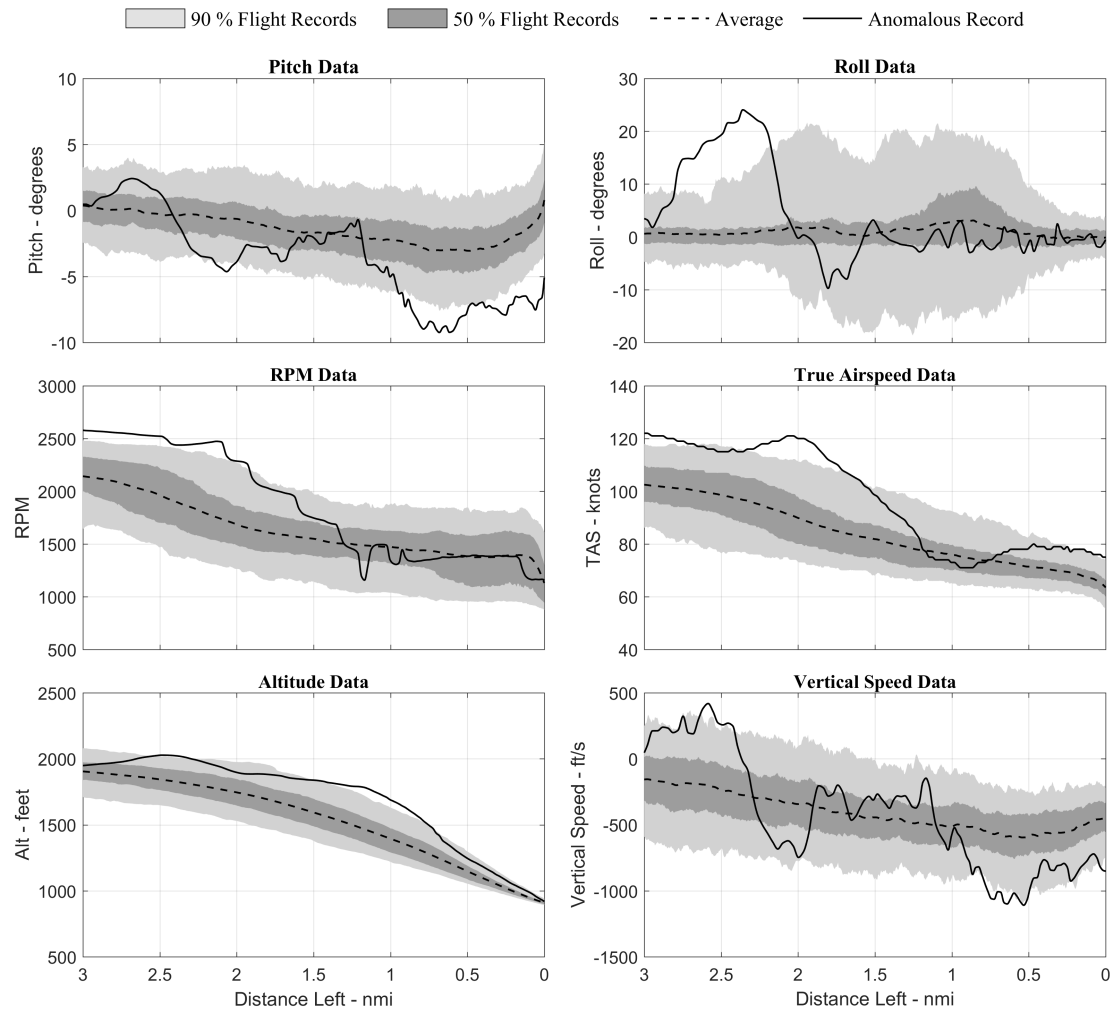 90 % Flight Records 50 % Flight Records Average Anomalous Record
Pitch Data
10
5
0
-5
-10
Pitch - degrees
Roll Data
30
20
10
0
-10
-20
Roll - degrees
RPM Data
3000
2500
2000
1500
1000
500
RPM
True Airspeed Data
140
120
100
80
60
40
TAS - knots
Altitude Data
2500
2000
1500
1000
500
Alt - feet
3 2.5 2 1.5 1 0.5 0
Distance Left - nmi
Vertical Speed Data
500
0
-500
-1000
-1500
Vertical Speed - ft/s
3 2.5 2 1.5 1 0.5 0
Distance Left - nmi